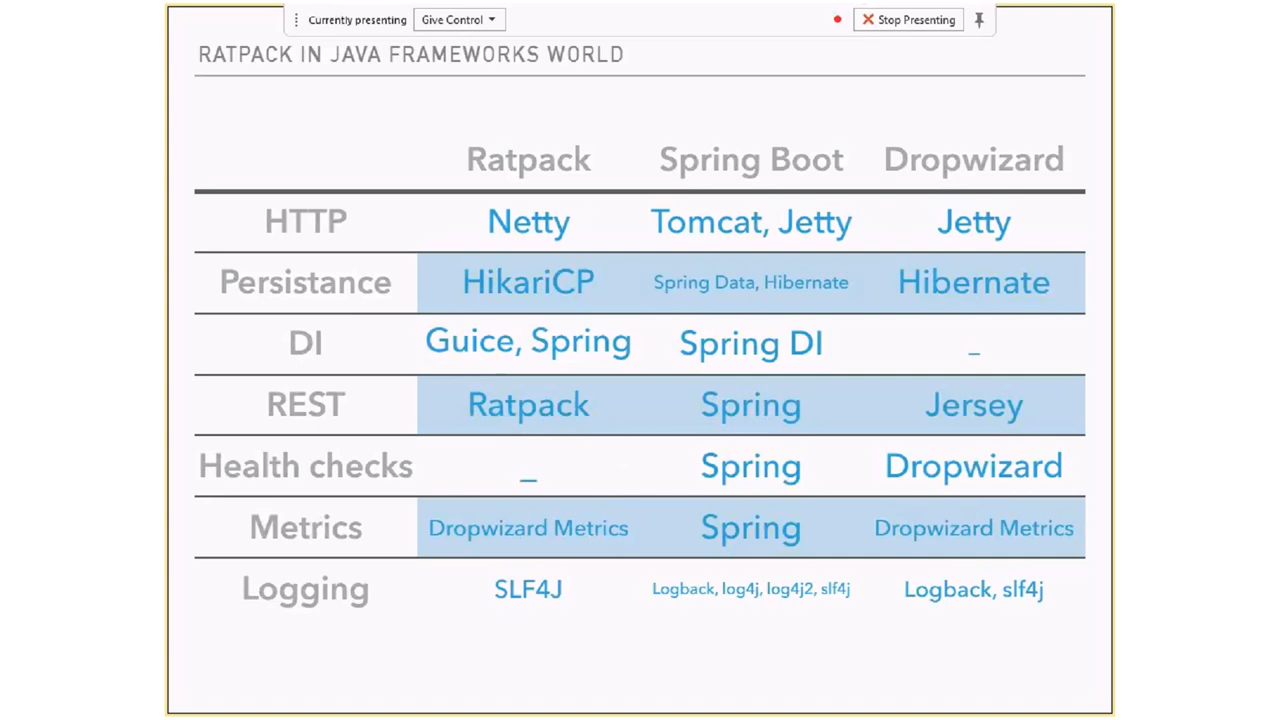 Currently presenting Give Control Stop Presenting
RATPACK IN JAVA FRAMEWORKS WORLD
Ratpack Spring Boot Dropwizard
HTTP Netty Tomcat, Jetty Jetty
Persistance HikariCP Spring Data, Hibernate Hibernate
DI Guice, Spring Spring DI _
REST Ratpack Spring Jersey
Health checks _ Spring Dropwizard
Metrics Dropwizard Metrics Spring Dropwizard Metrics
Logging SLF4J Logback, log4j, log4j2, slf4j Logback, slf4j